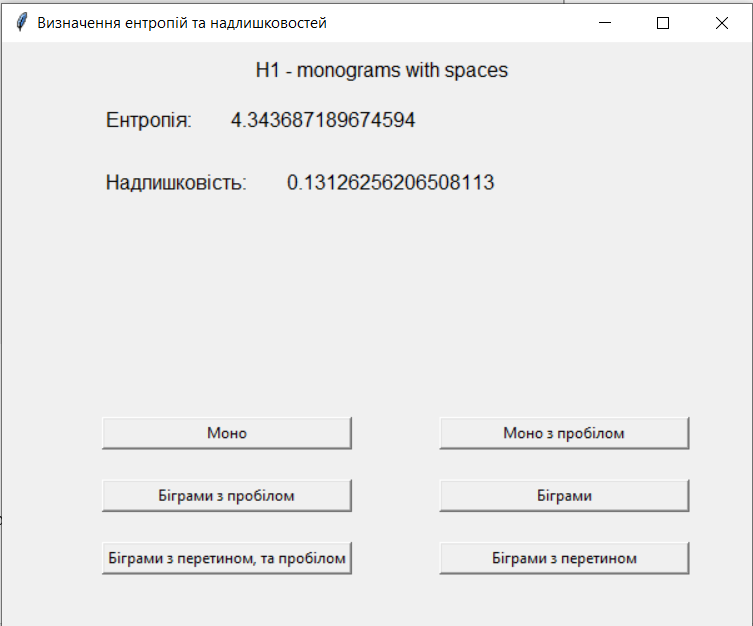 Визначення ентропій та надлишковостей
H1 - monograms with spaces
Ентропія: 4.343687189674594
Надлишковість: 0.13126256206508113
Моно Моно з пробілом
Біграми з пробілом Біграми
Біграми з перетином, та пробілом Біграми з перетином